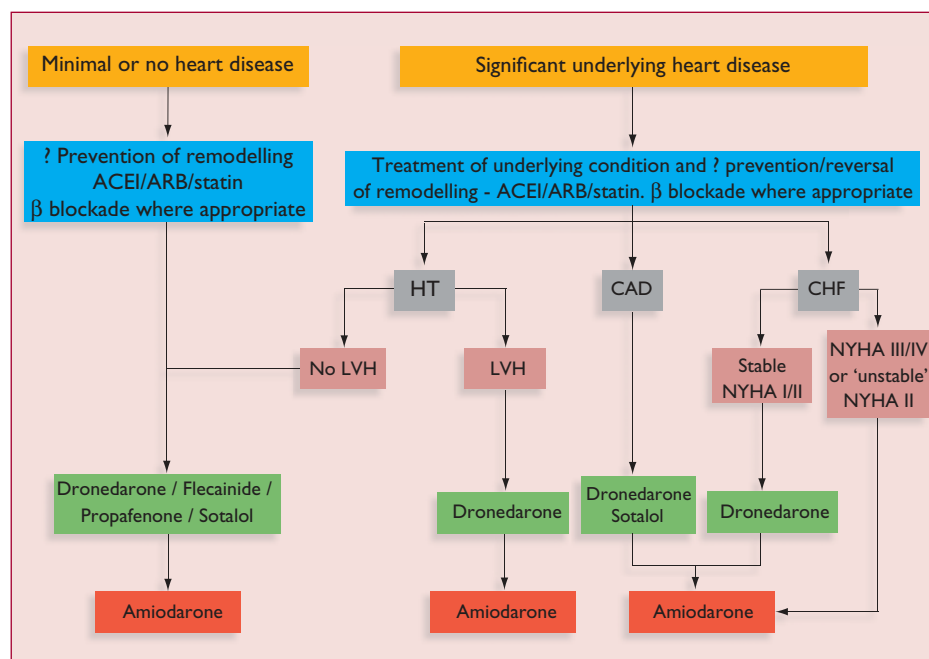 Minimal or no heart disease
Significant underlying heart disease
? Prevention of remodelling
ACEI/ARB/statin
β blockade where appropriate
Treatment of underlying condition and ? prevention/reversal
of remodelling - ACEI/ARB/statin. β blockade where appropriate
HT
CAD
CHF
No LVH
LVH
Stable
NYHA I/II
NYHA III/IV
or ‘unstable’
NYHA II
Dronedarone / Flecainide /
Propafenone / Sotalol
Dronedarone
Dronedarone
Sotalol
Dronedarone
Amiodarone
Amiodarone
Amiodarone